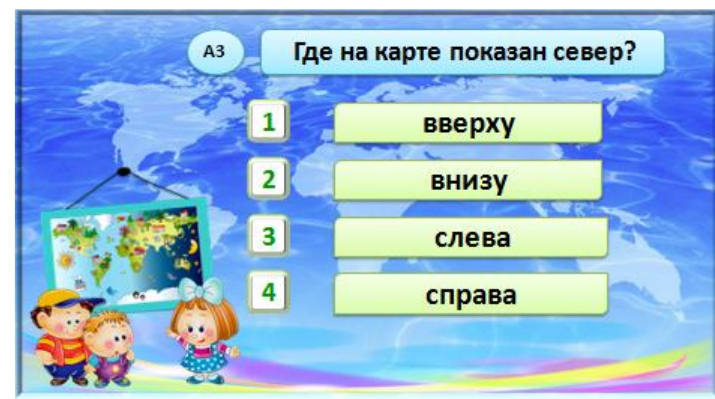 А3
Где на карте показан север?
1
вверху
2
внизу
3
слева
4
справа